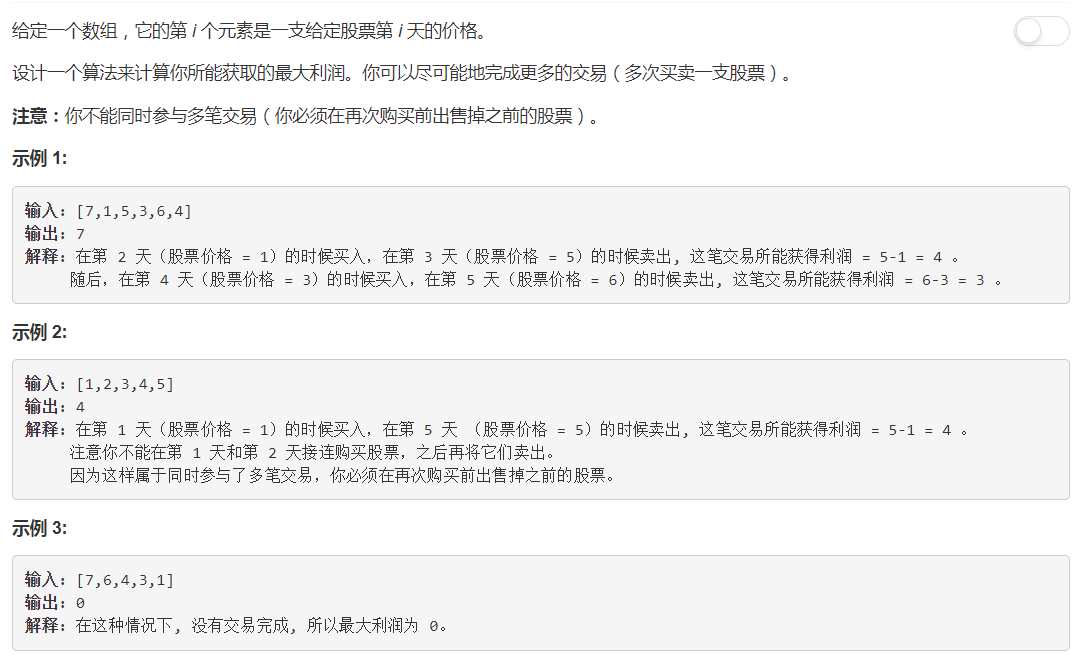 给定一个数组，它的第 i 个元素是一支给定股票第 i 天的价格。
设计一个算法来计算你所能获取的最大利润。你可以尽可能地完成更多的交易（多次买卖一支股票）。
注意：你不能同时参与多笔交易（你必须在再次购买前出售掉之前的股票）。
示例 1:
输入: [7,1,5,3,6,4]
输出: 7
解释: 在第 2 天（股票价格 = 1）的时候买入，在第 3 天（股票价格 = 5）的时候卖出, 这笔交易所能获得利润 = 5-1 = 4 。
随后，在第 4 天（股票价格 = 3）的时候买入，在第 5 天（股票价格 = 6）的时候卖出, 这笔交易所能获得利润 = 6-3 = 3 。
示例 2:
输入: [1,2,3,4,5]
输出: 4
解释: 在第 1 天（股票价格 = 1）的时候买入，在第 5 天 （股票价格 = 5）的时候卖出, 这笔交易所能获得利润 = 5-1 = 4 。
注意你不能在第 1 天和第 2 天接连购买股票，之后再将它们卖出。
因为这样属于同时参与了多笔交易，你必须在再次购买前出售掉之前的股票。
示例 3:
输入: [7,6,4,3,1]
输出: 0
解释: 在这种情况下, 没有交易完成, 所以最大利润为 0。